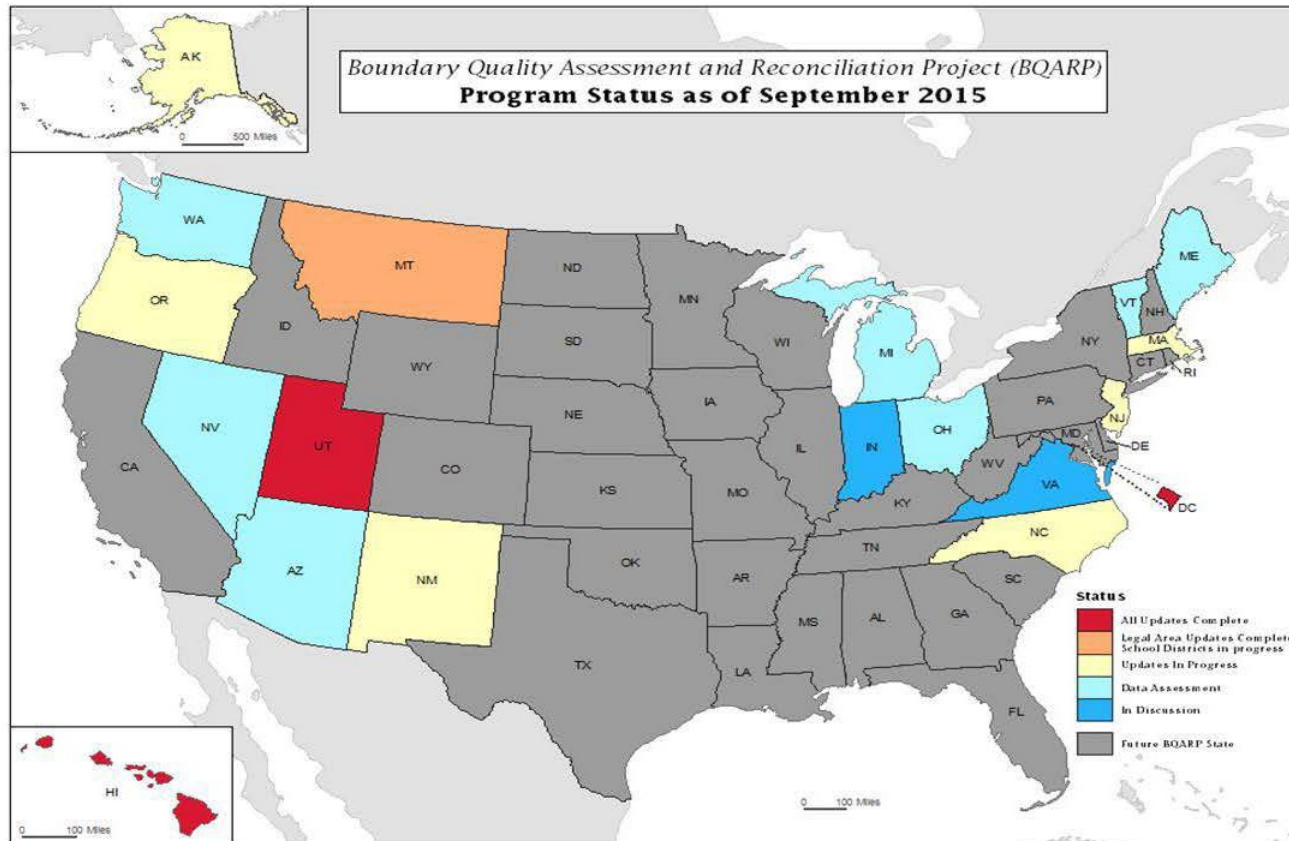 AK
0 500 Miles
Boundary Quality Assessment and Reconciliation Project (BQARP)
Program Status as of September 2015
WA
MT
ND
MN
ME
VT
NH
OR
ID
SD
WI
MI
NY
MA
CT
RI
WY
IA
PA
NJ
NE
NV
UT
CO
IL
IN
OH
MD
DE
WV
VA
DC
CA
KS
MO
KY
NC
TN
AZ
NM
OK
AR
SC
MS
AL
GA
TX
LA
FL
Status
All Updates Complete
Legal Area Updates Complete
School Districts in progress
Updates In Progress
Data Assessment
In Discussion
Future BQARP State
HI
0 100 Miles
0 100 Miles